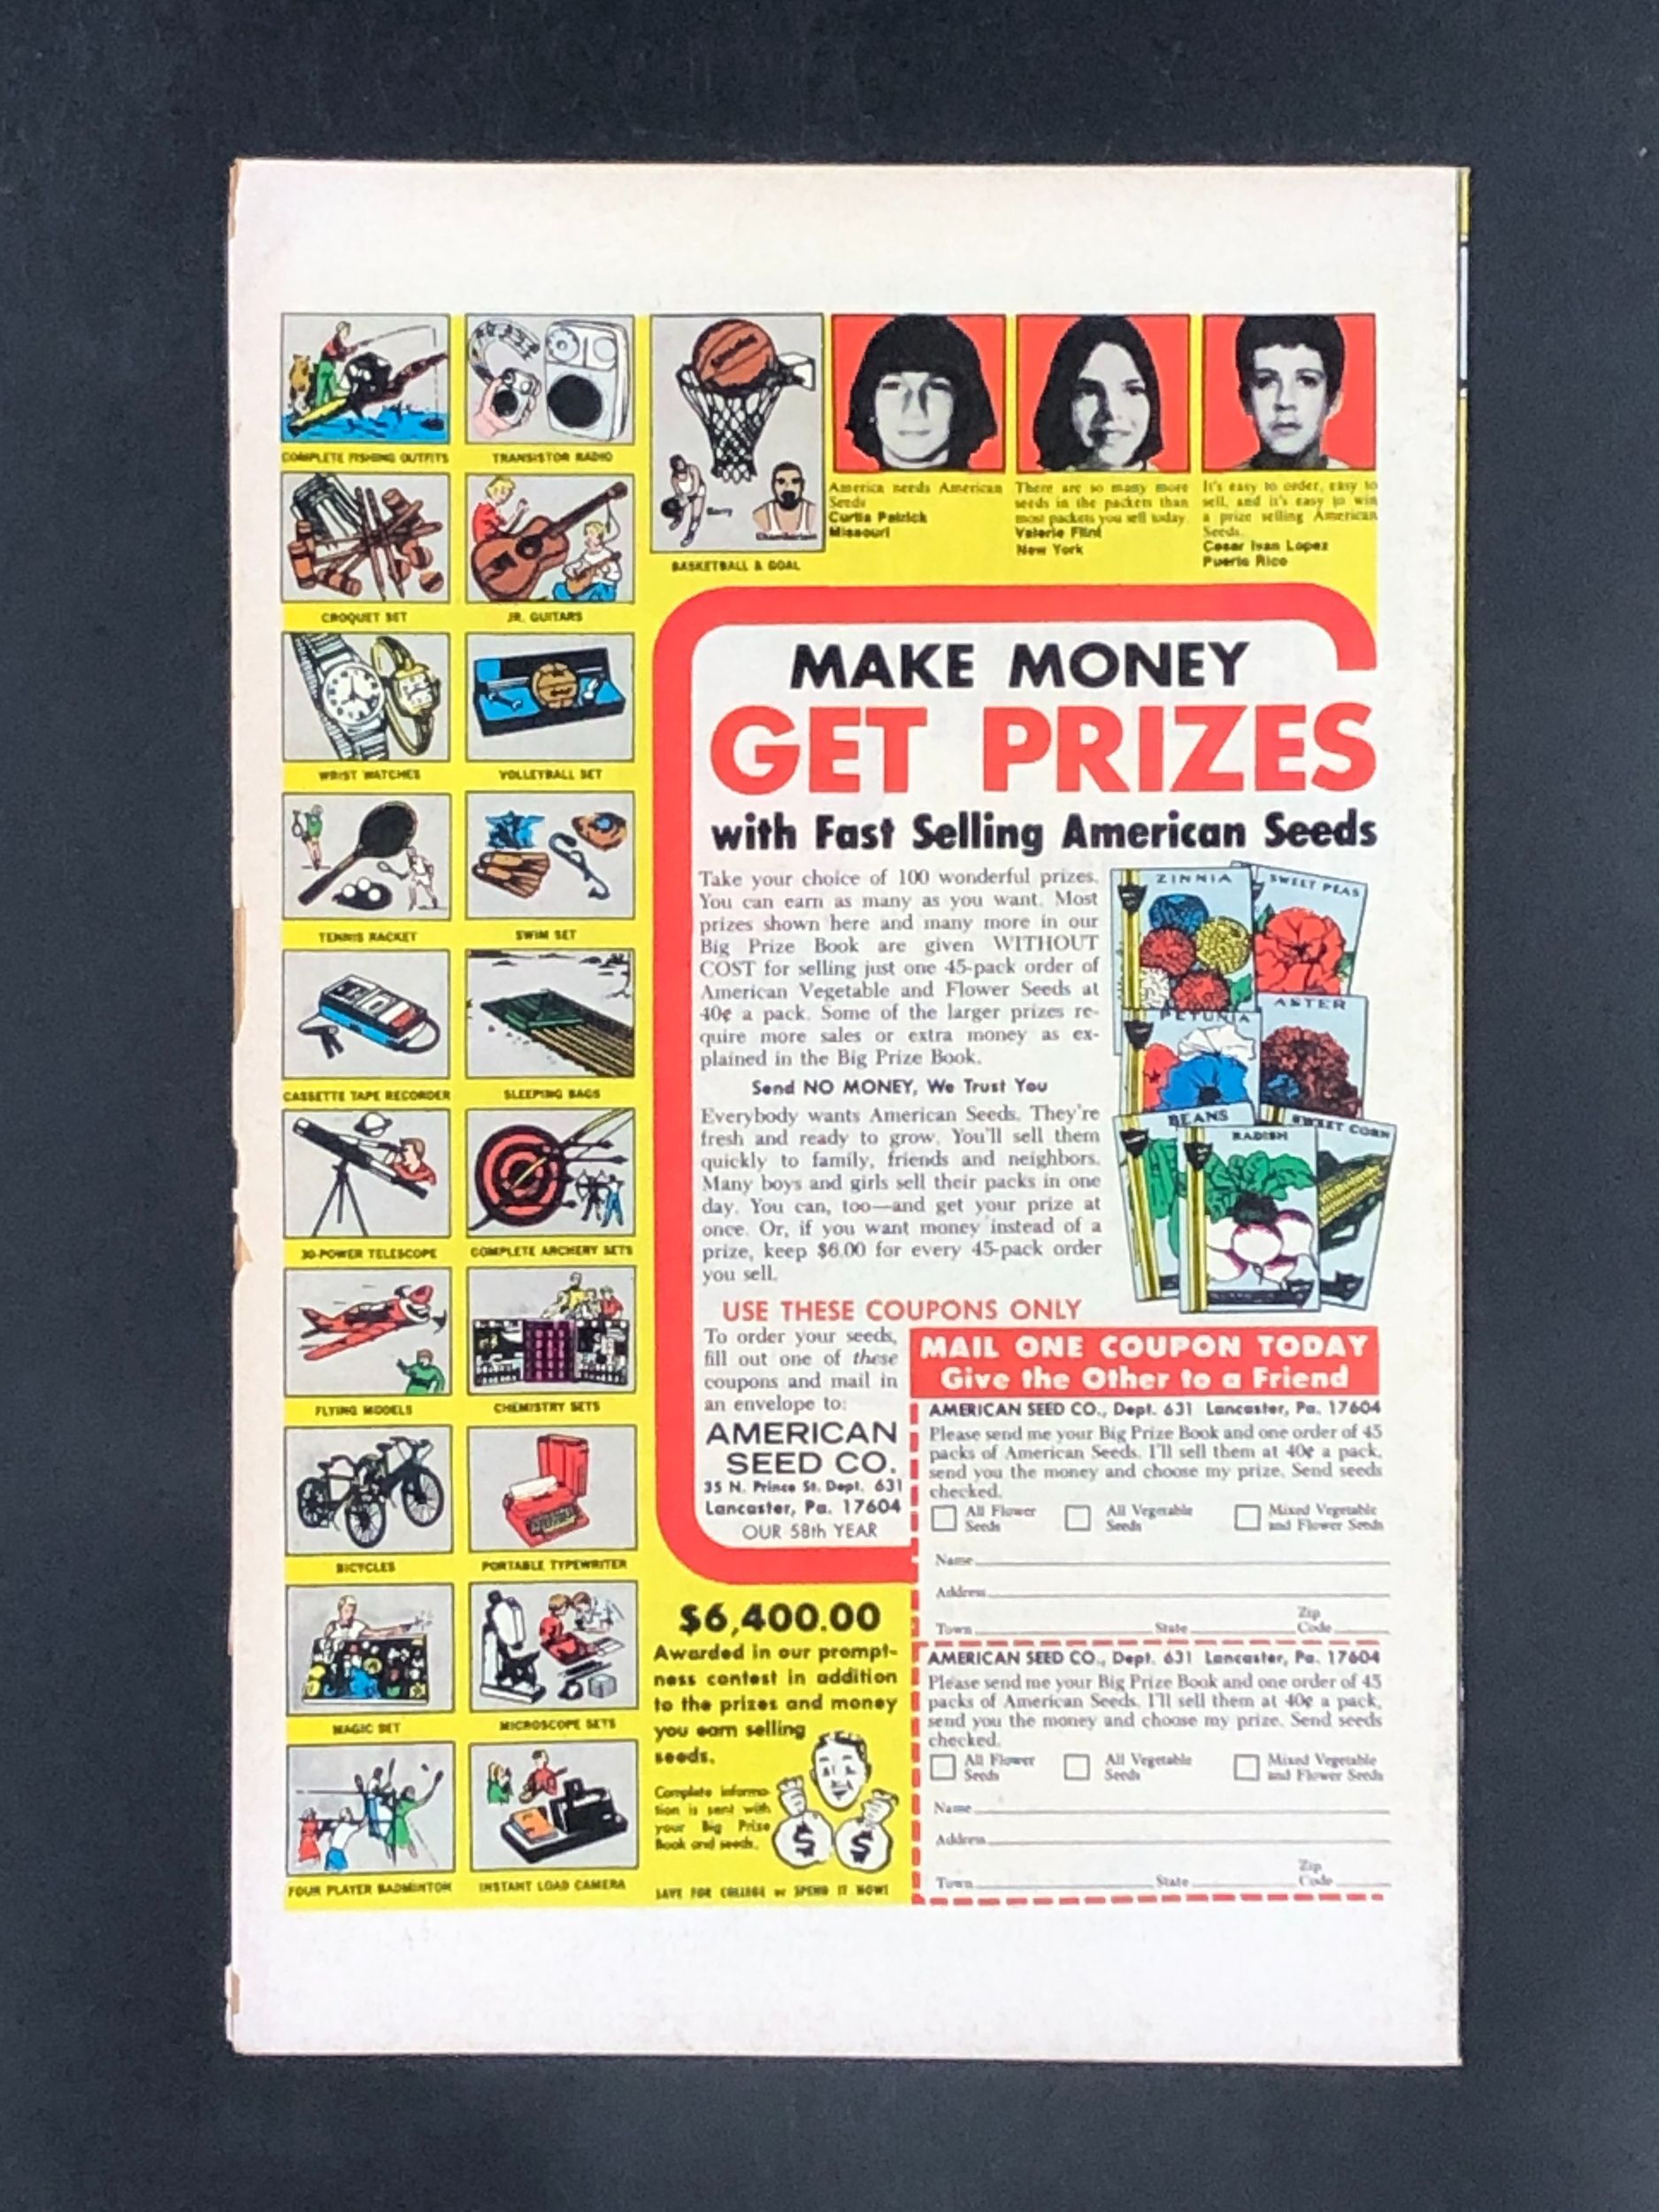 COMPLETE FISHING OUTFITS
TRANSISTOR RADIO
CROQUET SET
JR. GUITARS
WRIST WATCHES
VOLLEYBALL SET
TENNIS RACKET
SWIM SET
CASSETTE TAPE RECORDER
SLEEPING BAGS
30-POWER TELESCOPE
COMPLETE ARCHERY SETS
FLYING MODELS
CHEMISTRY SETS
BICYCLES
PORTABLE TYPEWRITER
MAGIC SET
MICROSCOPE SETS
FOUR PLAYER BADMINTON
INSTANT LOAD CAMERA
Barry
Chamberlain
BASKETBALL & GOAL
America needs American
Seeds
Curtis Patrick
Missouri
There are so many more
seeds in the packets than
most packets you sell today.
Valerie Flint
New York
It's easy to order, easy to
sell, and it's easy to win
a prize selling American
Seeds.
Cesar Ivan Lopez
Puerto Rico
MAKE MONEY
GET PRIZES
with Fast Selling American Seeds
Take your choice of 100 wonderful prizes.
You can earn as many as you want. Most
prizes shown here and many more in our
Big Prize Book are given WITHOUT
COST for selling just one 45-pack order of
American Vegetable and Flower Seeds at
40¢ a pack. Some of the larger prizes re-
quire more sales or extra money as ex-
plained in the Big Prize Book.
Send NO MONEY, We Trust You
Everybody wants American Seeds. They're
fresh and ready to grow. You'll sell them
quickly to family, friends and neighbors.
Many boys and girls sell their packs in one
day. You can, too—and get your prize at
once. Or, if you want money instead of a
prize, keep $6.00 for every 45-pack order
you sell.
ZINNIA
SWEET PEAS
PETUNIA
ASTER
BEANS
RADISH
SWEET CORN
USE THESE COUPONS ONLY
To order your seeds,
fill out one of these
coupons and mail in
an envelope to:
AMERICAN
SEED CO.
35 N. Prince St. Dept. 631
Lancaster, Pa. 17604
OUR 58th YEAR
$6,400.00
Awarded in our prompt-
ness contest in addition
to the prizes and money
you earn selling
seeds.
Complete informa-
tion is sent with
your Big Prize
Book and seeds.
$ $
SAVE FOR COLLEGE or SPEND IT NOW!
MAIL ONE COUPON TODAY
Give the Other to a Friend
AMERICAN SEED CO., Dept. 631 Lancaster, Pa. 17604
Please send me your Big Prize Book and one order of 45
packs of American Seeds. I'll sell them at 40¢ a pack,
send you the money and choose my prize. Send seeds
checked.
All Flower Seeds
All Vegetable Seeds
Mixed Vegetable and Flower Seeds
Name
Address
Town State Zip Code
AMERICAN SEED CO., Dept. 631 Lancaster, Pa. 17604
Please send me your Big Prize Book and one order of 45
packs of American Seeds. I'll sell them at 40¢ a pack,
send you the money and choose my prize. Send seeds
checked.
All Flower Seeds
All Vegetable Seeds
Mixed Vegetable and Flower Seeds
Name
Address
Town State Zip Code